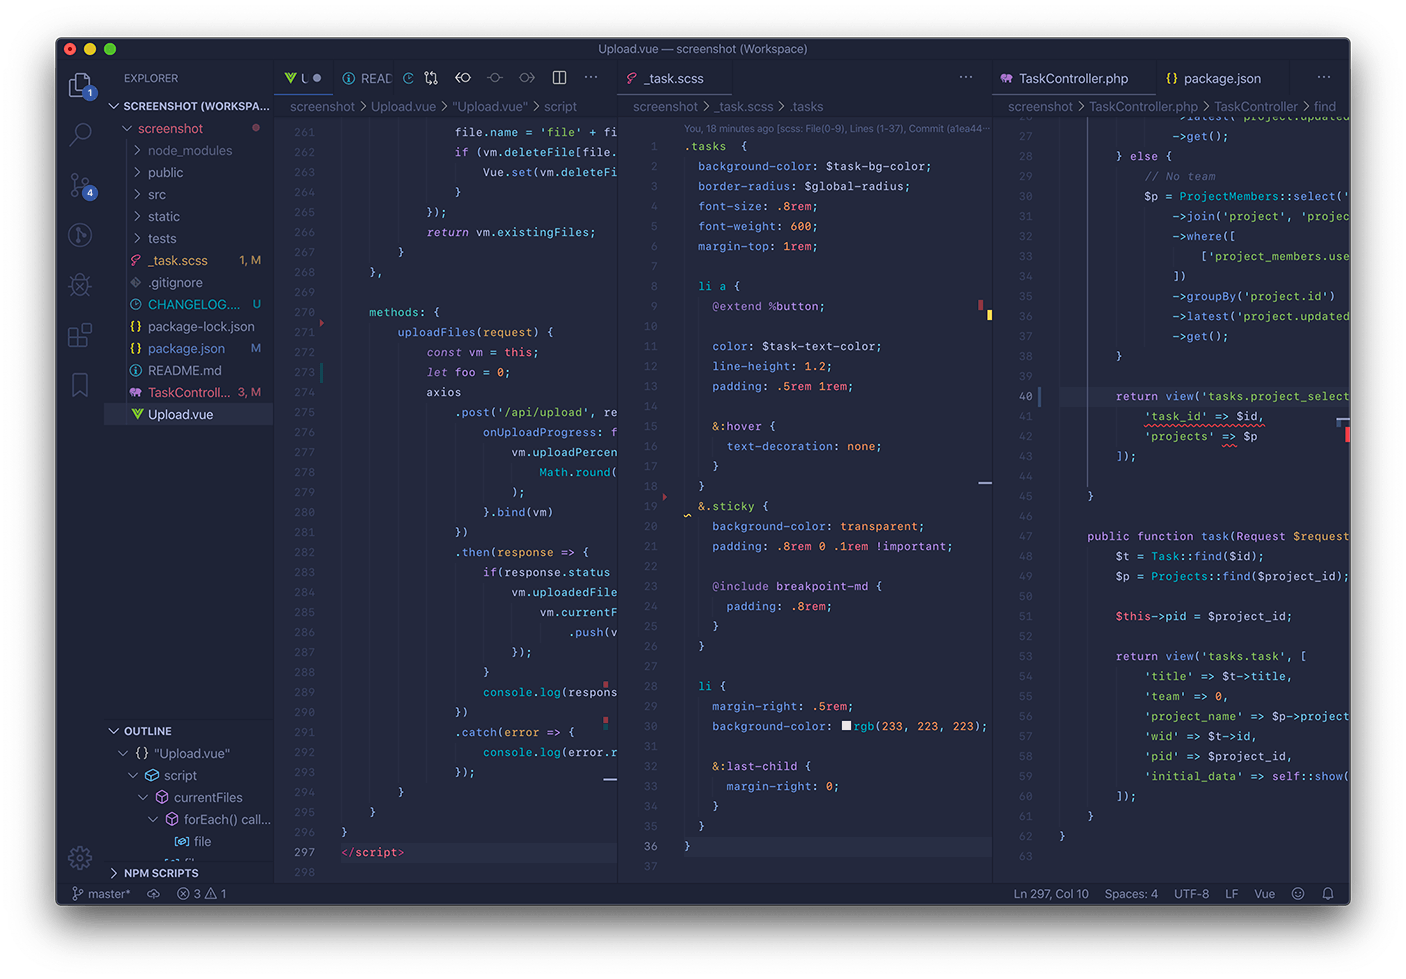 Upload.vue — screenshot (Workspace)
EXPLORER
SCREENSHOT (WORKSPA...
screenshot
node_modules
public
src
static
tests
_task.scss 1, M
.gitignore
CHANGELOG.... U
package-lock.json
package.json M
README.md
TaskControll... 3, M
Upload.vue
OUTLINE
{} "Upload.vue"
script
currentFiles
forEach() call...
file
NPM SCRIPTS
1
4
READ
screenshot > Upload.vue > "Upload.vue" > script
261 file.name = 'file' + fi
262 if (vm.deleteFile[file.
263 Vue.set(vm.deleteFi
264 }
265 });
266 return vm.existingFiles;
267 }
268 },
269
270 methods: {
271 uploadFiles(request) {
272 const vm = this;
273 let foo = 0;
274 axios
275 .post('/api/upload', re
276 onUploadProgress: f
277 vm.uploadPercen
278 Math.round(
279 );
280 }.bind(vm)
281 })
282 .then(response => {
283 if(response.status
284 vm.uploadedFile
285 vm.currentF
286 .push(v
287 });
288 }
289 console.log(respons
290 })
291 .catch(error => {
292 console.log(error.r
293 });
294 }
295 }
296 }
297 </script>
298
_task.scss
screenshot > _task.scss > .tasks
You, 18 minutes ago [scss: File(0-9), Lines (1-37), Commit (a1ea44...
1 .tasks {
2 background-color: $task-bg-color;
3 border-radius: $global-radius;
4 font-size: .8rem;
5 font-weight: 600;
6 margin-top: 1rem;
7
8 li a {
9 @extend %button;
10
11 color: $task-text-color;
12 line-height: 1.2;
13 padding: .5rem 1rem;
14
15 &:hover {
16 text-decoration: none;
17 }
18 }
19 &.sticky {
20 background-color: transparent;
21 padding: .8rem 0 .1rem !important;
22
23 @include breakpoint-md {
24 padding: .8rem;
25 }
26 }
27
28 li {
29 margin-right: .5rem;
30 background-color: rgb(233, 223, 223);
31
32 &:last-child {
33 margin-right: 0;
34 }
35 }
36 }
37
TaskController.php
{} package.json
screenshot > TaskController.php > TaskController > find
26 ->latest('project.updated
27 ->get();
28 } else {
29 // No team
30 $p = ProjectMembers::select('
31 ->join('project', 'projec
32 ->where([
33 ['project_members.use
34 ])
35 ->groupBy('project.id')
36 ->latest('project.updated
37 ->get();
38 }
39
40 return view('tasks.project_select
41 'task_id' => $id,
42 'projects' => $p
43 ]);
44
45 }
46
47 public function task(Request $request
48 $t = Task::find($id);
49 $p = Projects::find($project_id);
50
51 $this->pid = $project_id;
52
53 return view('tasks.task', [
54 'title' => $t->title,
55 'team' => 0,
56 'project_name' => $p->project
57 'wid' => $t->id,
58 'pid' => $project_id,
59 'initial_data' => self::show(
60 ]);
61 }
62 }
63
master* 3 1
Ln 297, Col 10 Spaces: 4 UTF-8 LF Vue